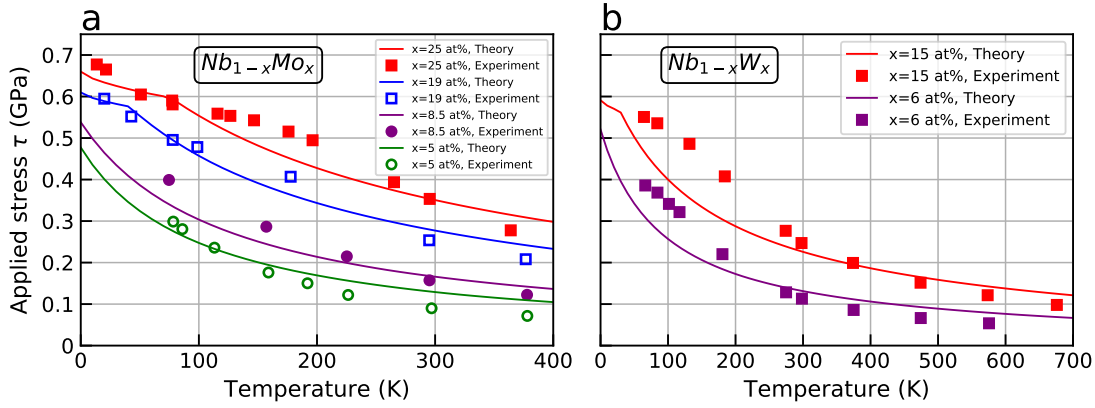 a
Nb1−xMox
x=25 at%, Theory
x=25 at%, Experiment
x=19 at%, Theory
x=19 at%, Experiment
x=8.5 at%, Theory
x=8.5 at%, Experiment
x=5 at%, Theory
x=5 at%, Experiment
Applied stress τ (GPa)
0.7
0.6
0.5
0.4
0.3
0.2
0.1
0
0 100 200 300 400
Temperature (K)
b
Nb1−xWx
x=15 at%, Theory
x=15 at%, Experiment
x=6 at%, Theory
x=6 at%, Experiment
0 100 200 300 400 500 600 700
Temperature (K)